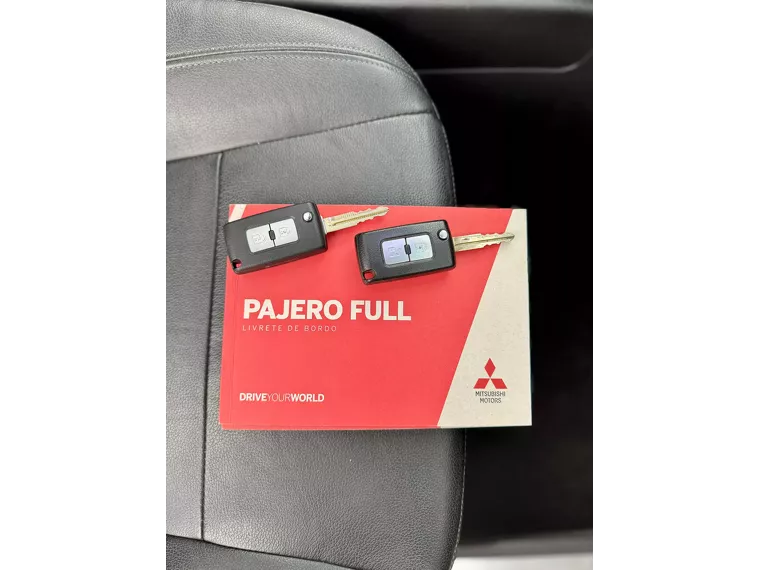 PAJERO FULL
LIVRETE DE BORDO
DRIVEYOURWORLD
MITSUBISHI
MOTORS